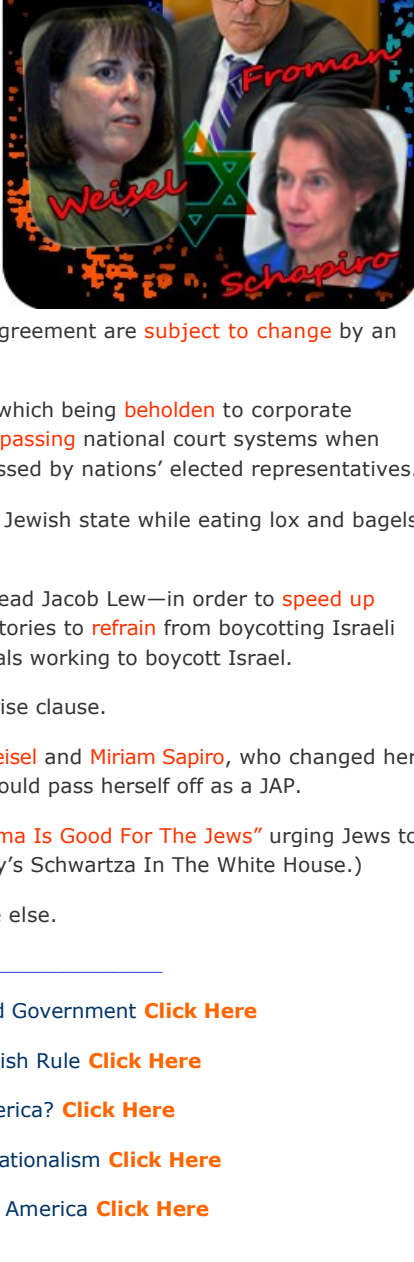 Froman
Weisel
Schapiro
greement are subject to change by an
which being beholden to corporate
passing national court systems when
ssed by nations' elected representatives.
Jewish state while eating lox and bagels
ead Jacob Lew—in order to speed up
tories to refrain from boycotting Israeli
als working to boycott Israel.
ise clause.
eisel and Miriam Sapiro, who changed her
ould pass herself off as a JAP.
ma Is Good For The Jews" urging Jews to
y's Schwartza In The White House.)
e else.
d Government Click Here
ish Rule Click Here
erica? Click Here
ationalism Click Here
America Click Here